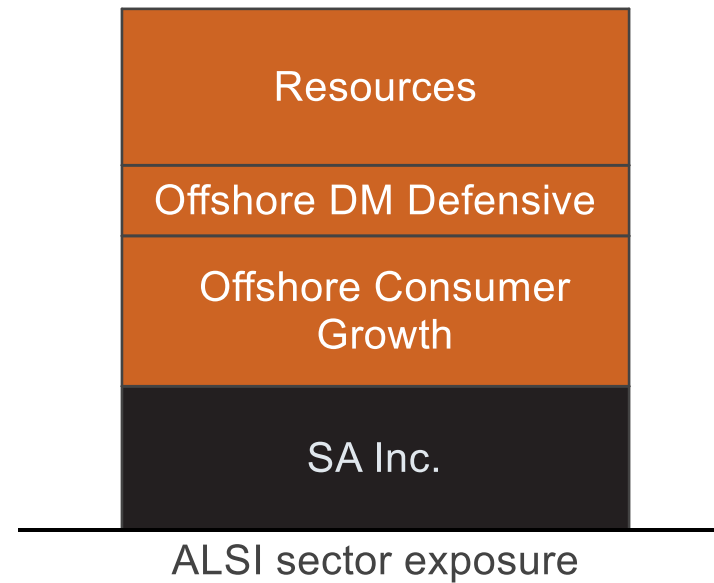 Resources
Offshore DM Defensive
Offshore Consumer
Growth
SA Inc.
ALSI sector exposure